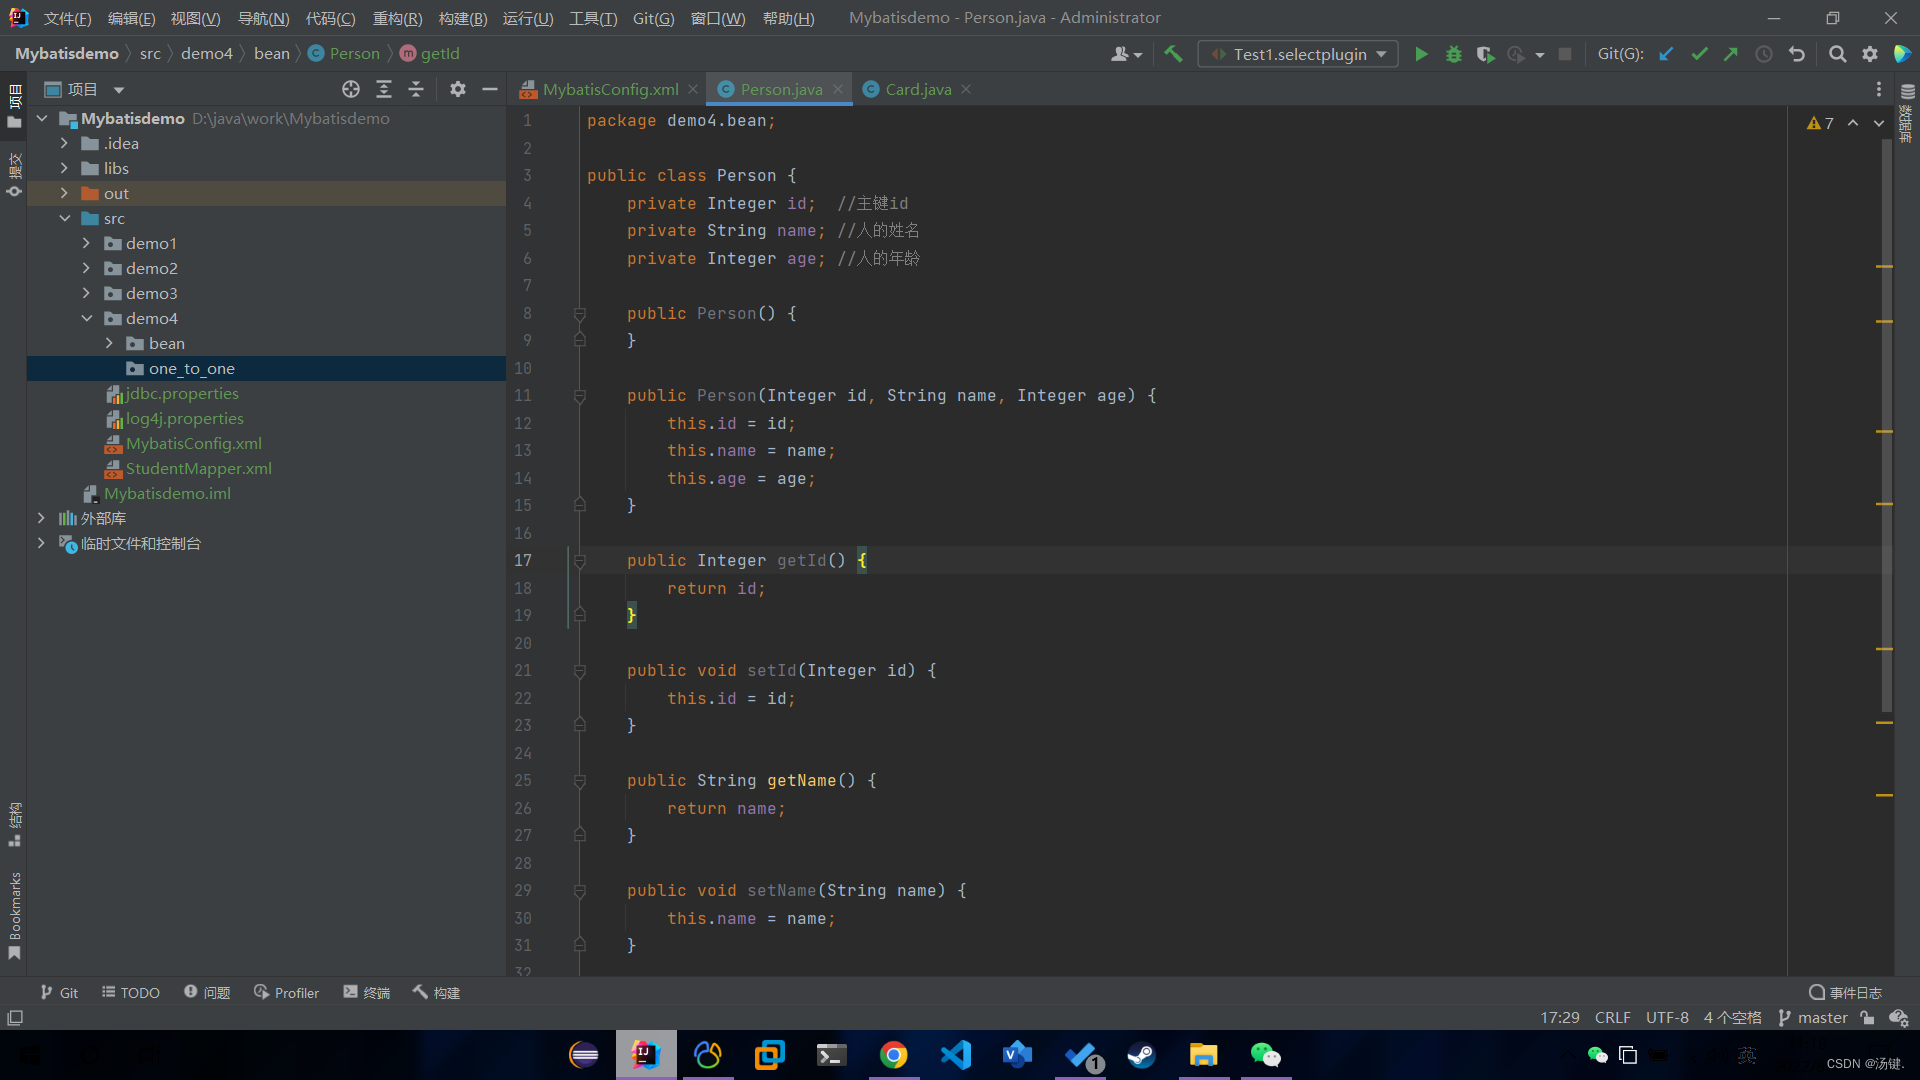 文件(F) 编辑(E) 视图(V) 导航(N) 代码(C) 重构(R) 构建(B) 运行(U) 工具(T) Git(G) 窗口(W) 帮助(H) Mybatisdemo - Person.java - Administrator
Mybatisdemo src demo4 bean Person getId Test1.selectplugin Git(G):
项目
MybatisConfig.xml Person.java Card.java
项目
提交
结构
Bookmarks
数据库
Mybatisdemo D:\java\work\Mybatisdemo
.idea
libs
out
src
demo1
demo2
demo3
demo4
bean
one_to_one
jdbc.properties
log4j.properties
MybatisConfig.xml
StudentMapper.xml
Mybatisdemo.iml
外部库
临时文件和控制台
7
1 package demo4.bean;
2
3 public class Person {
4 private Integer id; //主键id
5 private String name; //人的姓名
6 private Integer age; //人的年龄
7
8 public Person() {
9 }
10
11 public Person(Integer id, String name, Integer age) {
12 this.id = id;
13 this.name = name;
14 this.age = age;
15 }
16
17 public Integer getId() {
18 return id;
19 }
20
21 public void setId(Integer id) {
22 this.id = id;
23 }
24
25 public String getName() {
26 return name;
27 }
28
29 public void setName(String name) {
30 this.name = name;
31 }
32
Git TODO 问题 Profiler 终端 构建 事件日志
17:29 CRLF UTF-8 4 个空格 master
1
英
CSDN @汤键.